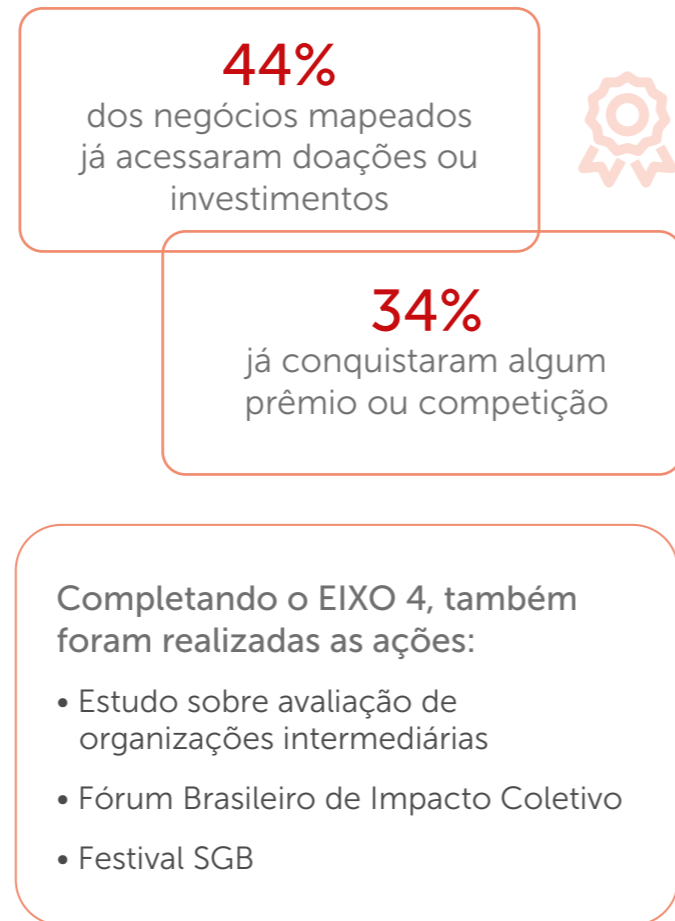 44%
dos negócios mapeados
já acessaram doações ou
investimentos
34%
já conquistaram algum
prêmio ou competição
Completando o EIXO 4, também
foram realizadas as ações:
• Estudo sobre avaliação de
organizações intermediárias
• Fórum Brasileiro de Impacto Coletivo
• Festival SGB